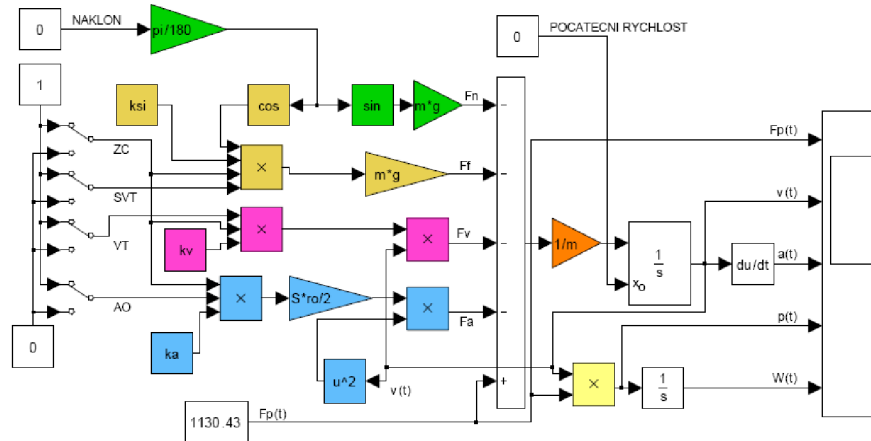 0
NAKLON
pi/180
0
POCATECNI RYCHLOST
1
ksi
cos
sin
m*g
Fn
Fp(t)
ZC
×
m*g
Ff
v(t)
SVT
VT
kv
×
×
Fv
1/m
1
s
xo
du/dt
a(t)
AO
×
S*ro/2
×
Fa
p(t)
0
ka
u^2
v(t)
×
1
s
W(t)
1130.43
Fp(t)
−
−
−
−
+